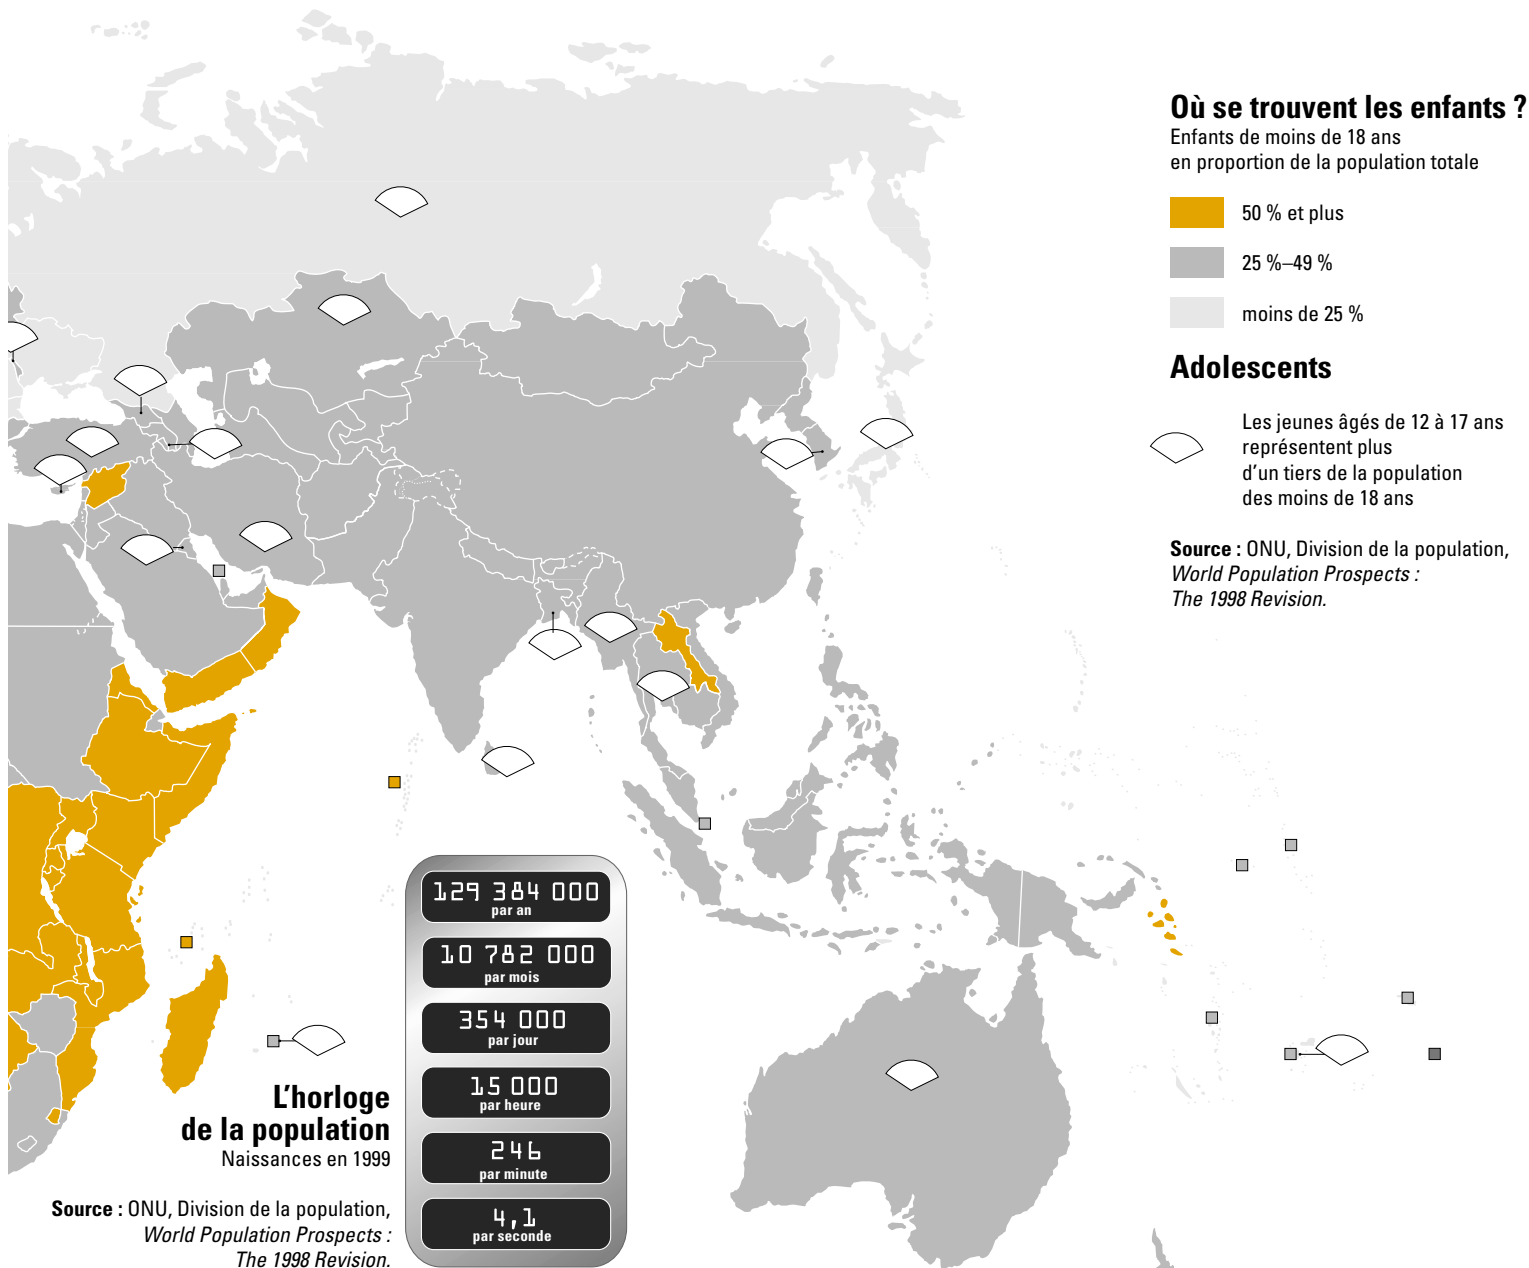 Où se trouvent les enfants ?
Enfants de moins de 18 ans
en proportion de la population totale
50 % et plus
25 %–49 %
moins de 25 %
Adolescents
Les jeunes âgés de 12 à 17 ans
représentent plus
d'un tiers de la population
des moins de 18 ans
Source : ONU, Division de la population,
World Population Prospects :
The 1998 Revision.
129 384 000
par an
10 782 000
par mois
354 000
par jour
15 000
par heure
246
par minute
4,1
par seconde
L'horloge
de la population
Naissances en 1999
Source : ONU, Division de la population,
World Population Prospects :
The 1998 Revision.